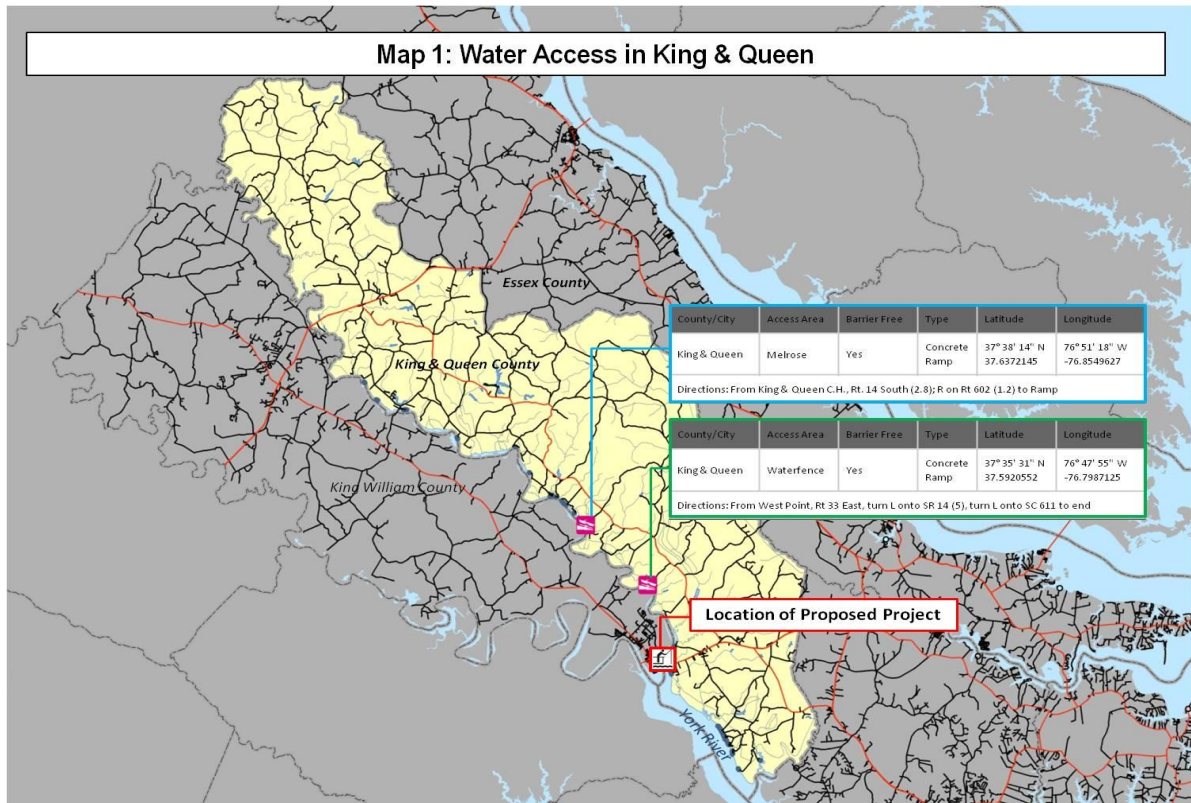 Map 1: Water Access in King & Queen
Essex County
King & Queen County
King William County
County/City Access Area Barrier Free Type Latitude Longitude
King & Queen Melrose Yes Concrete Ramp 37° 38' 14" N 37.6372145 76° 51' 18" W -76.8549627
Directions: From King & Queen C.H., Rt. 14 South (2.8); R on Rt 602 (1.2) to Ramp
County/City Access Area Barrier Free Type Latitude Longitude
King & Queen Waterfence Yes Concrete Ramp 37° 35' 31" N 37.5920552 76° 47' 55" W -76.7987125
Directions: From West Point, Rt 33 East, turn L onto SR 14 (5), turn L onto SC 611 to end
Location of Proposed Project
York River